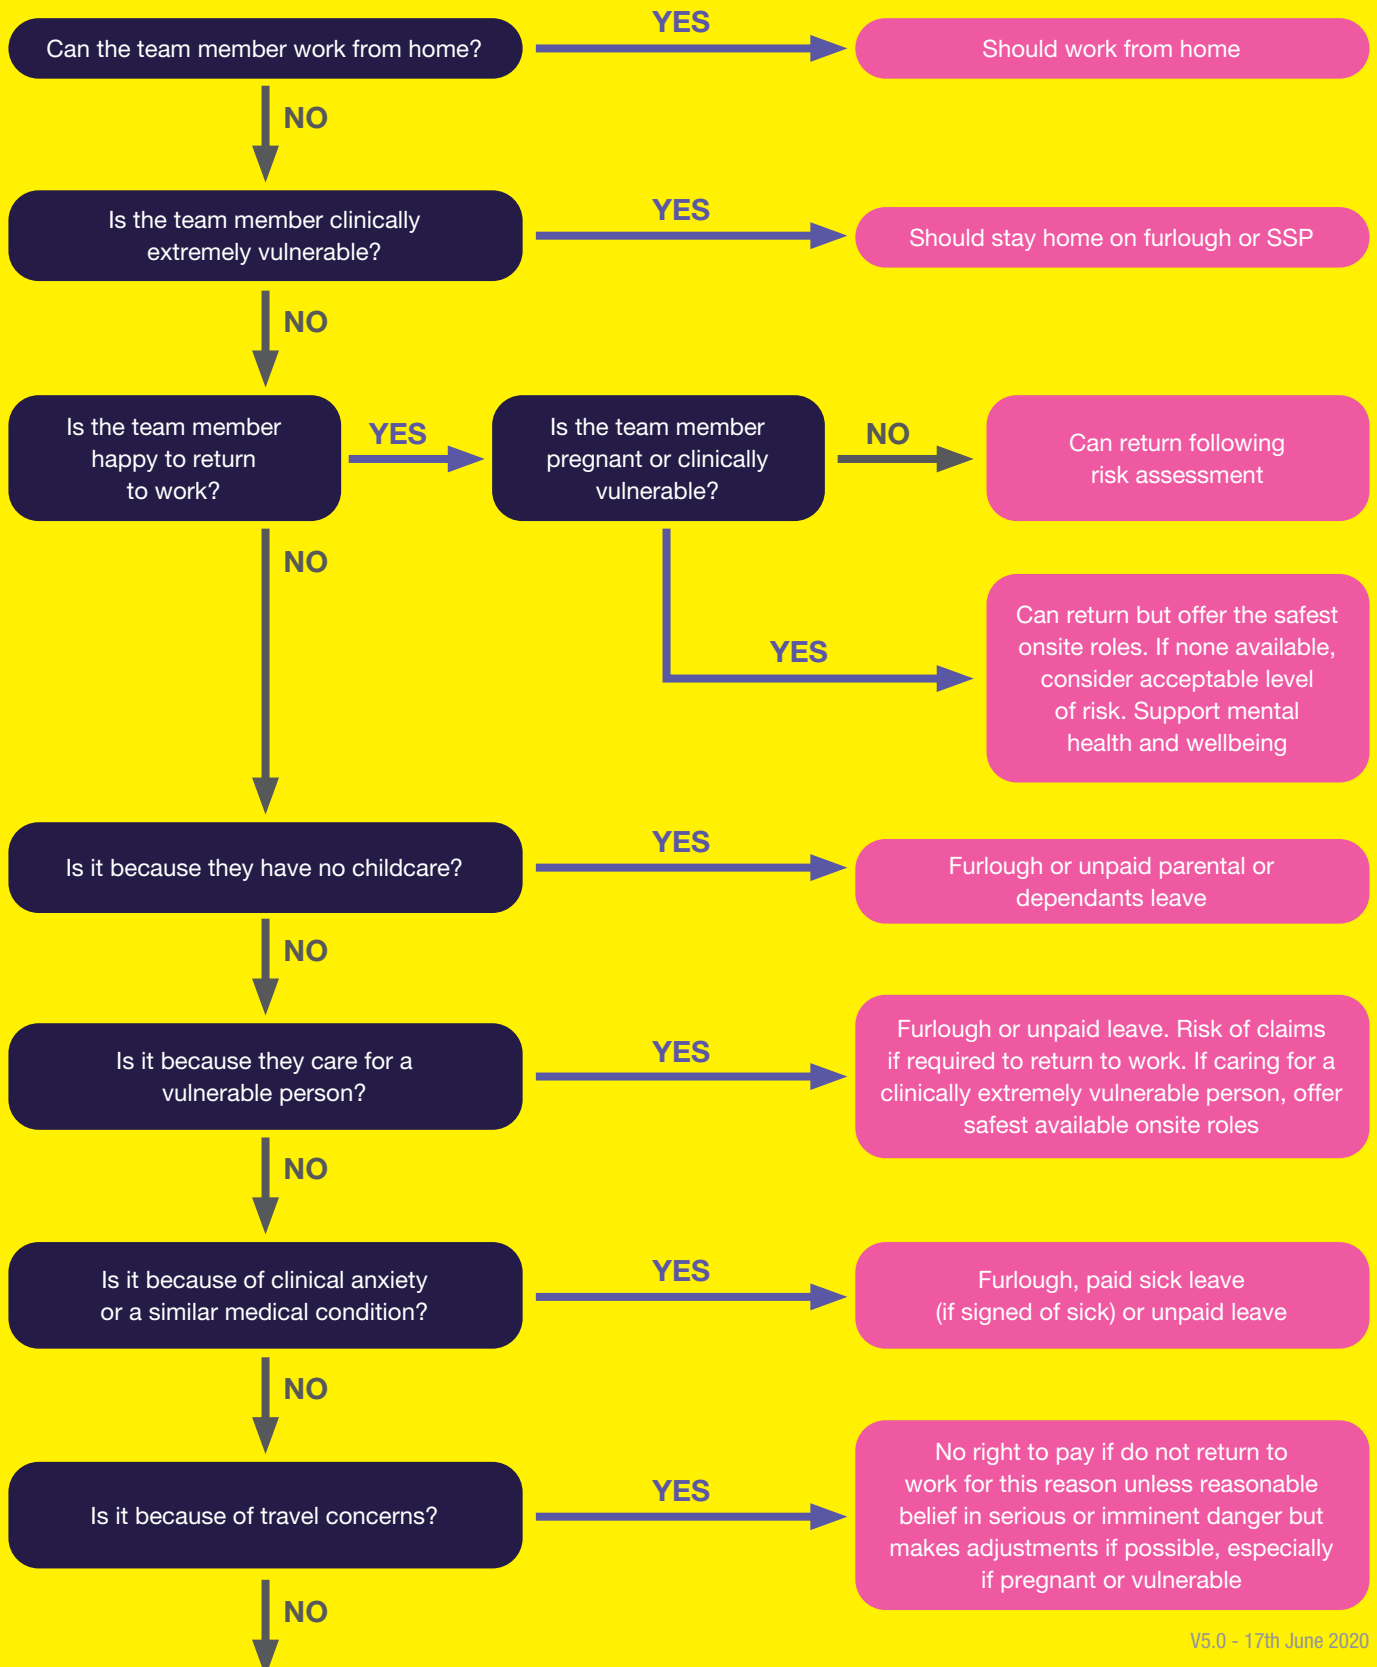 Can the team member work from home?
YES
Should work from home
NO
Is the team member clinically
extremely vulnerable?
YES
Should stay home on furlough or SSP
NO
Is the team member
happy to return
to work?
YES
Is the team member
pregnant or clinically
vulnerable?
NO
Can return following
risk assessment
YES
Can return but offer the safest
onsite roles. If none available,
consider acceptable level
of risk. Support mental
health and wellbeing
NO
Is it because they have no childcare?
YES
Furlough or unpaid parental or
dependants leave
NO
Is it because they care for a
vulnerable person?
YES
Furlough or unpaid leave. Risk of claims
if required to return to work. If caring for a
clinically extremely vulnerable person, offer
safest available onsite roles
NO
Is it because of clinical anxiety
or a similar medical condition?
YES
Furlough, paid sick leave
(if signed of sick) or unpaid leave
NO
Is it because of travel concerns?
YES
No right to pay if do not return to
work for this reason unless reasonable
belief in serious or imminent danger but
makes adjustments if possible, especially
if pregnant or vulnerable
NO
V5.0 - 17th June 2020